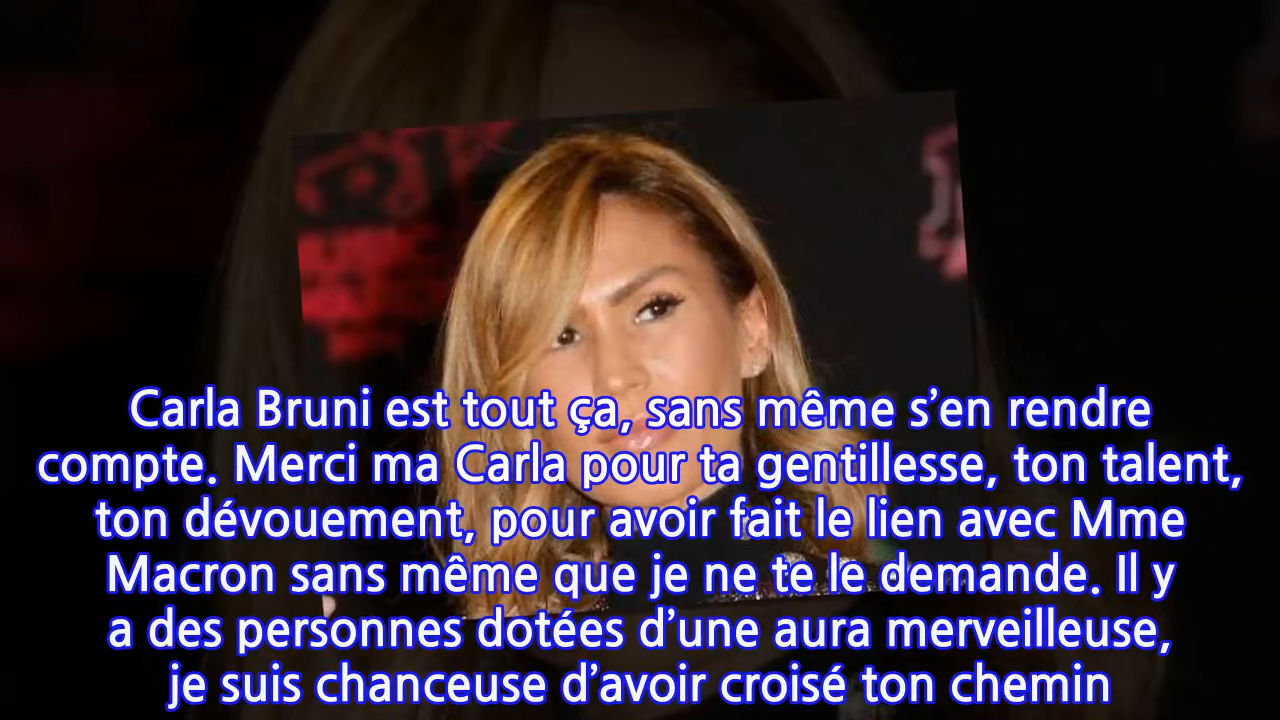 Carla Bruni est tout ça, sans même s’en rendre
compte. Merci ma Carla pour ta gentillesse, ton talent,
ton dévouement, pour avoir fait le lien avec Mme
Macron sans même que je ne te le demande. Il y
a des personnes dotées d’une aura merveilleuse,
je suis chanceuse d’avoir croisé ton chemin